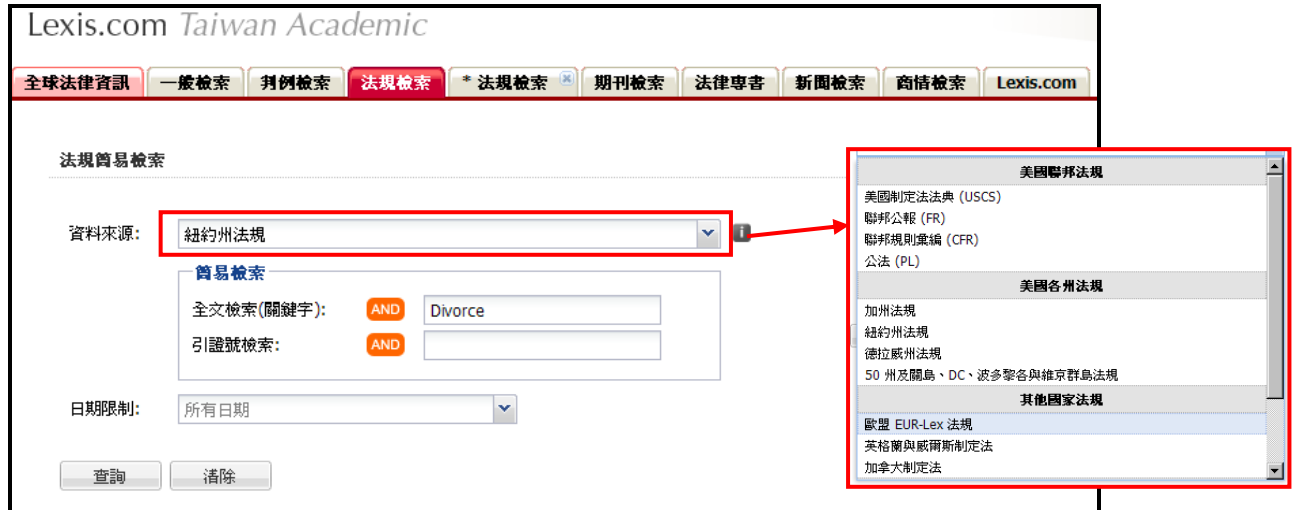 Lexis.com Taiwan Academic
全球法律資訊 一般檢索 判例檢索 法規檢索 * 法規檢索 期刊檢索 法律專書 新聞檢索 商情檢索 Lexis.com
法規簡易檢索
資料來源: 紐約州法規
簡易檢索
全文檢索(關鍵字): AND Divorce
引證號檢索: AND
日期限制: 所有日期
查詢 清除
美國聯邦法規
美國制定法法典 (USCS)
聯邦公報 (FR)
聯邦規則彙編 (CFR)
公法 (PL)
美國各州法規
加州法規
紐約州法規
德拉威州法規
50 州及關島、DC、波多黎各與維京群島法規
其他國家法規
歐盟 EUR-Lex 法規
英格蘭與威爾斯制定法
加拿大制定法